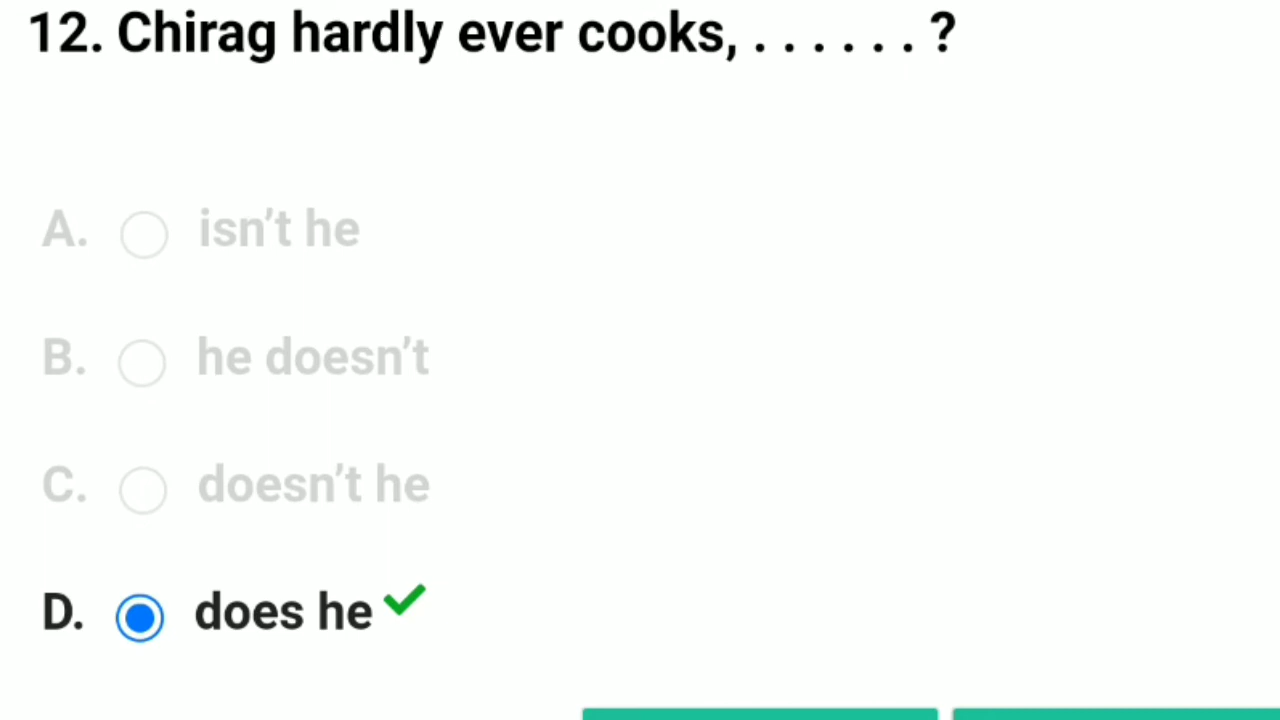 12. Chirag hardly ever cooks, . . . . . . ?
A. isn’t he
B. he doesn’t
C. doesn’t he
D. does he